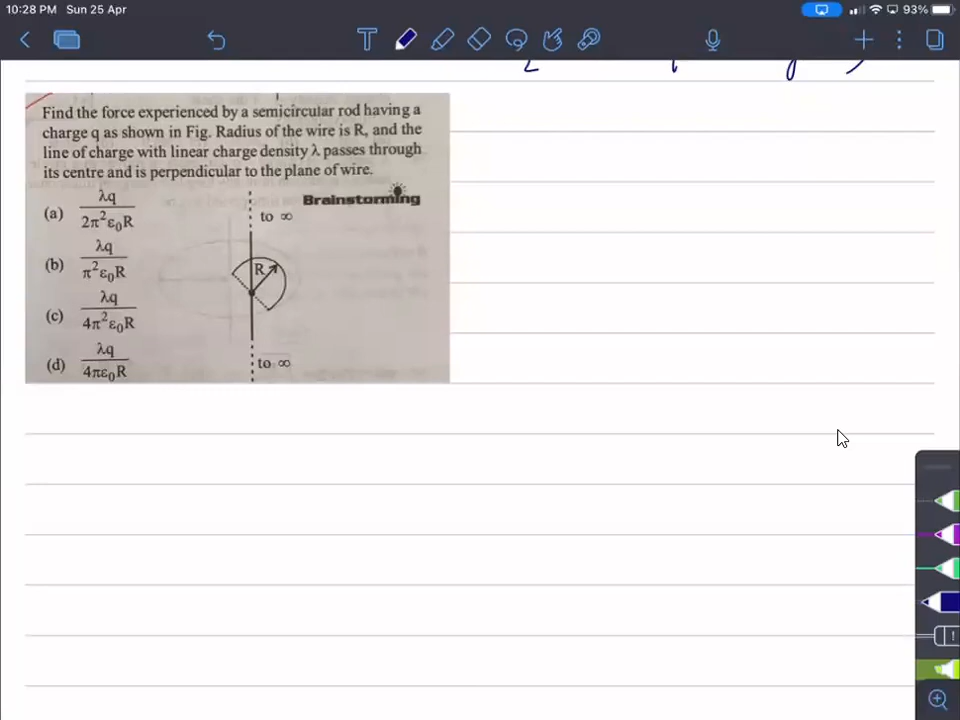 10:28 PM Sun 25 Apr
93%
Find the force experienced by a semicircular rod having a
charge q as shown in Fig. Radius of the wire is R, and the
line of charge with linear charge density λ passes through
its centre and is perpendicular to the plane of wire.
Brainstorming
(a) λq / 2π²ε₀R
(b) λq / π²ε₀R
(c) λq / 4π²ε₀R
(d) λq / 4πε₀R
to ∞
R
to ∞